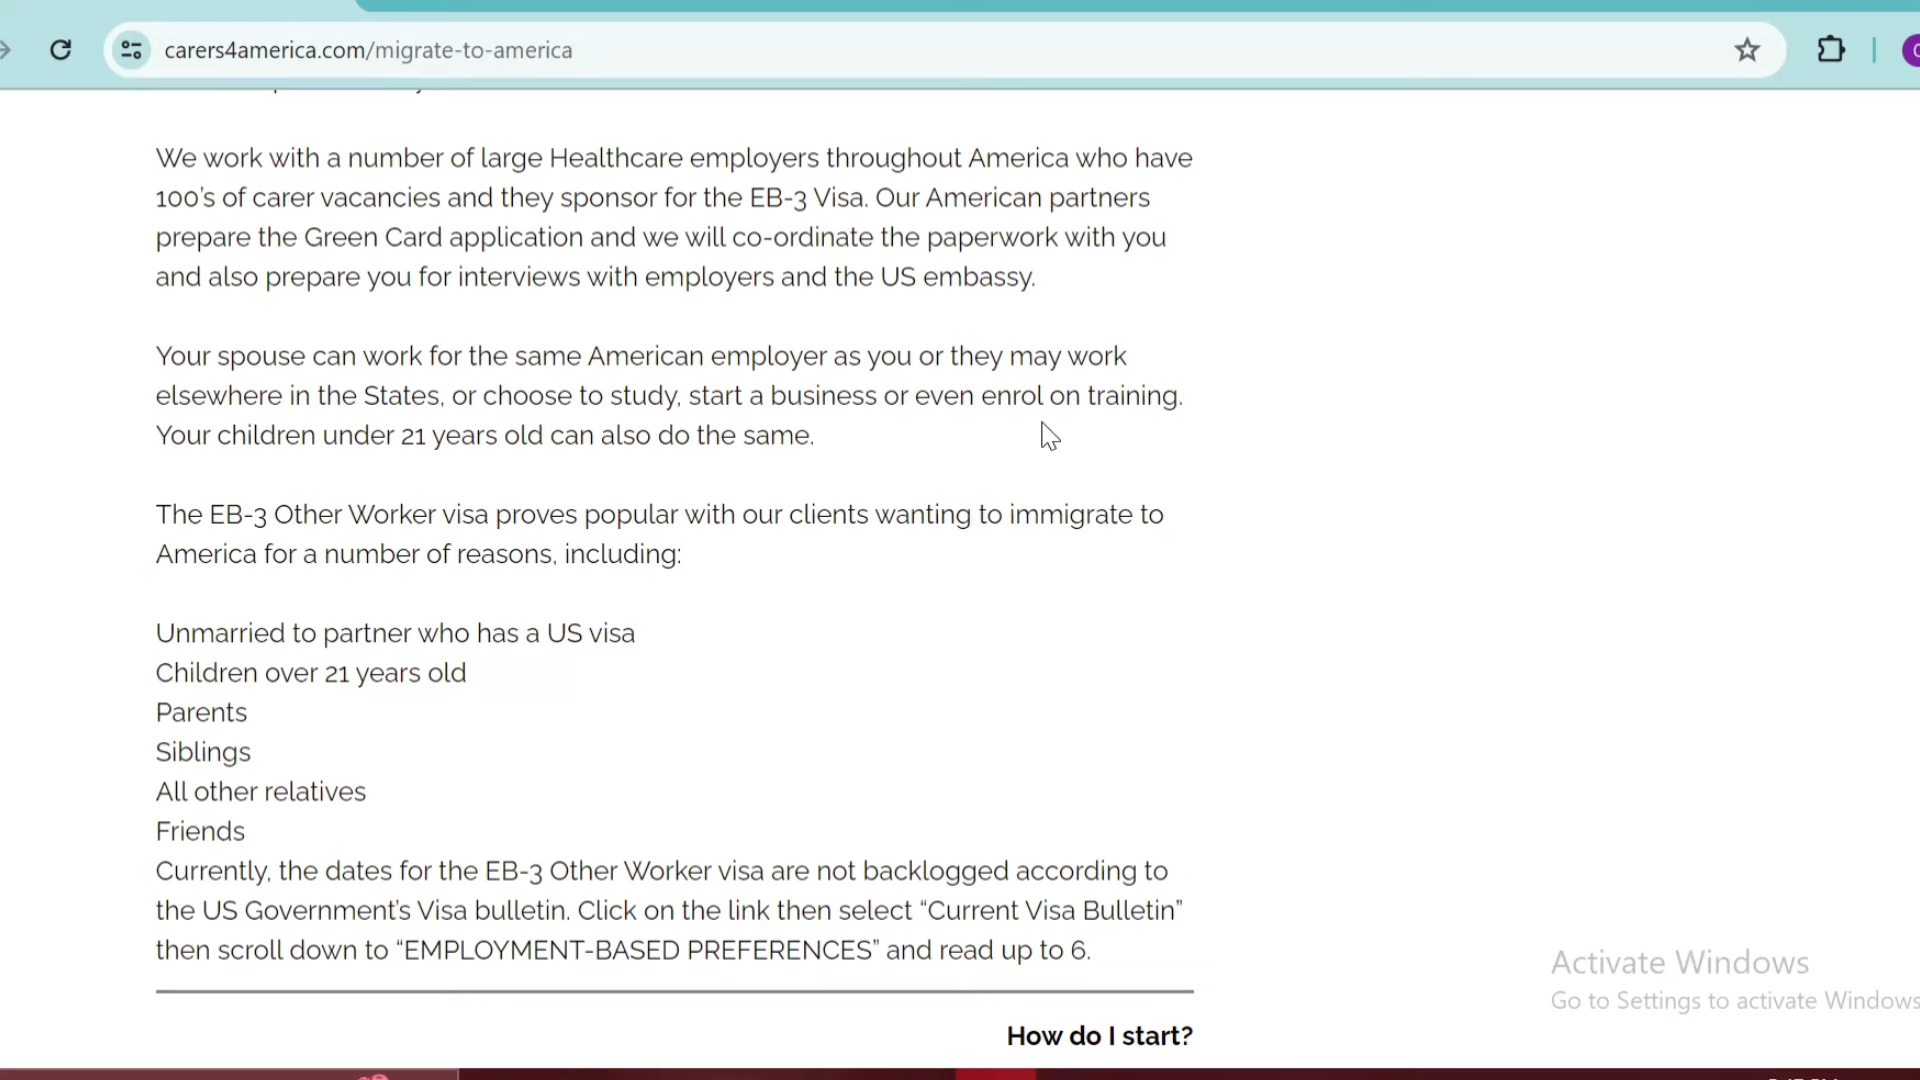 carers4america.com/migrate-to-america
We work with a number of large Healthcare employers throughout America who have
100's of carer vacancies and they sponsor for the EB-3 Visa. Our American partners
prepare the Green Card application and we will co-ordinate the paperwork with you
and also prepare you for interviews with employers and the US embassy.
Your spouse can work for the same American employer as you or they may work
elsewhere in the States, or choose to study, start a business or even enrol on training.
Your children under 21 years old can also do the same.
The EB-3 Other Worker visa proves popular with our clients wanting to immigrate to
America for a number of reasons, including:
Unmarried to partner who has a US visa
Children over 21 years old
Parents
Siblings
All other relatives
Friends
Currently, the dates for the EB-3 Other Worker visa are not backlogged according to
the US Government's Visa bulletin. Click on the link then select “Current Visa Bulletin”
then scroll down to “EMPLOYMENT-BASED PREFERENCES” and read up to 6.
Activate Windows
Go to Settings to activate Windows
How do I start?